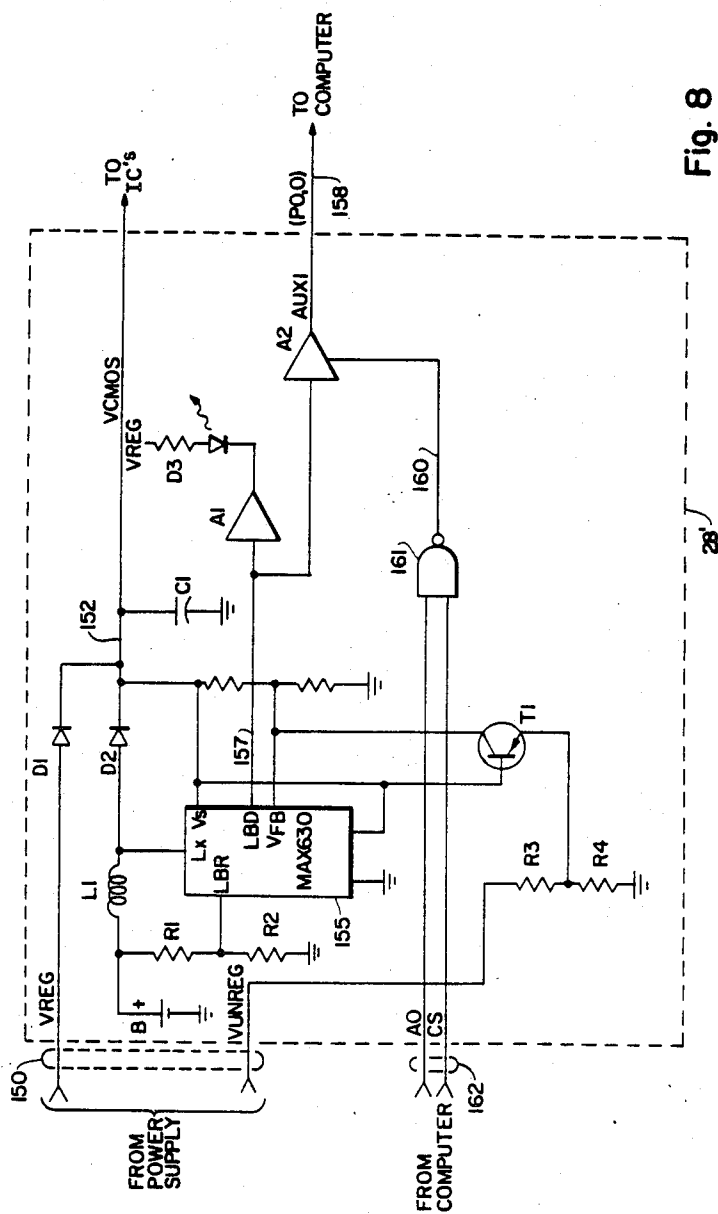 FROM
POWER
SUPPLY
150
VREG
VUNREG
B +
L1
D1
D2
152
VCMOS
TO
IC's
R1
R2
LBR
Lx
Vs
LBD
VFB
MAX630
155
157
C1
VREG
D3
A1
A2
AUX1
(P0,0)
158
TO
COMPUTER
160
161
T1
R3
R4
A0
CS
162
FROM
COMPUTER
28'
Fig. 8